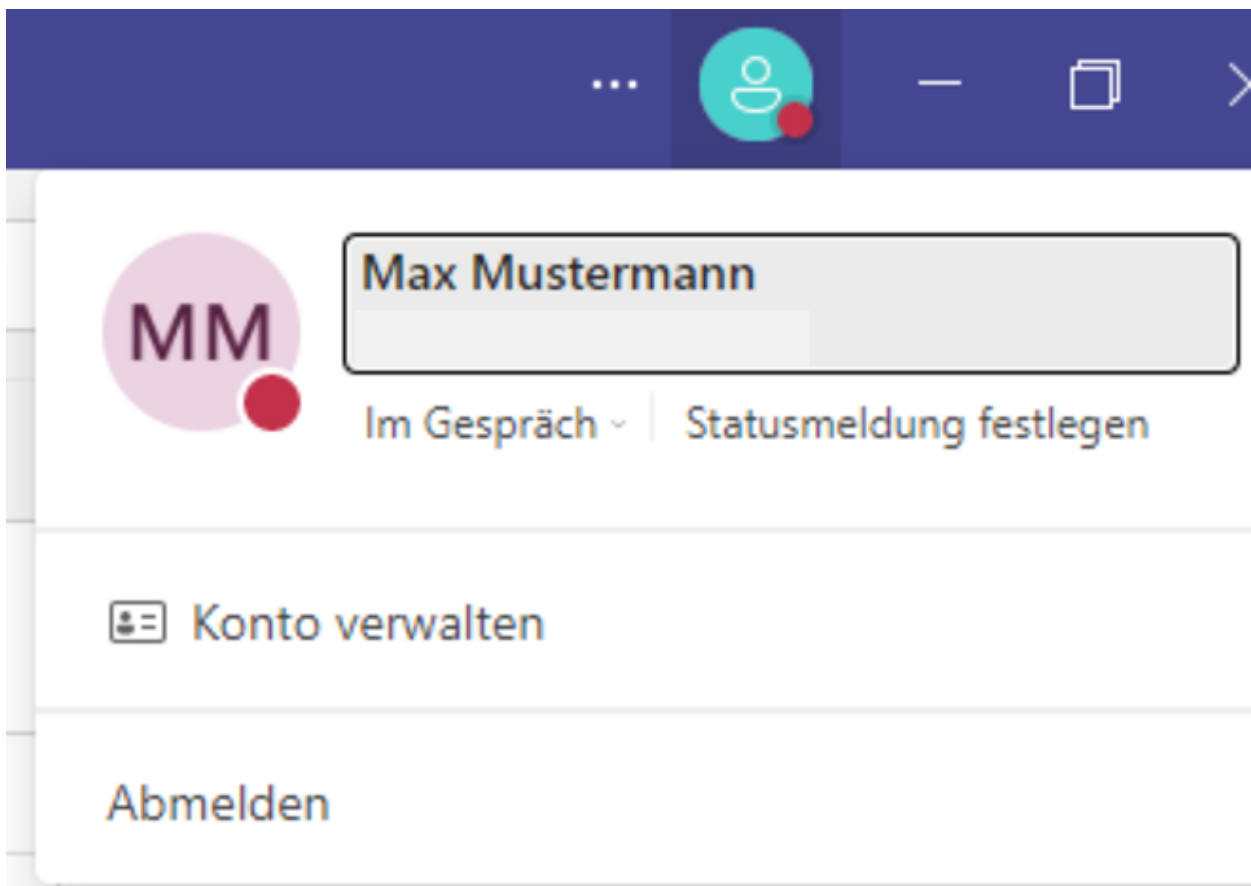 Max Mustermann
MM
Im Gespräch
Statusmeldung festlegen
Konto verwalten
Abmelden